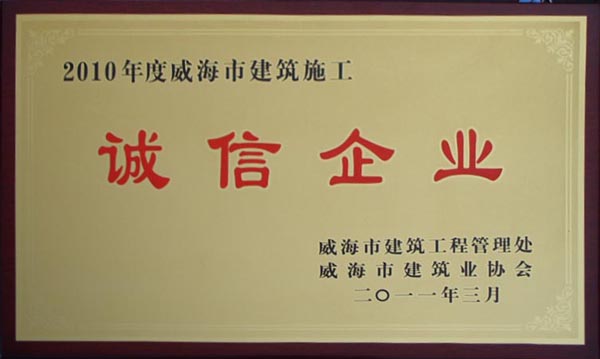 2010年度威海市建筑施工
诚信企业
威海市建筑工程管理处
威海市建筑业协会
二〇一一年三月